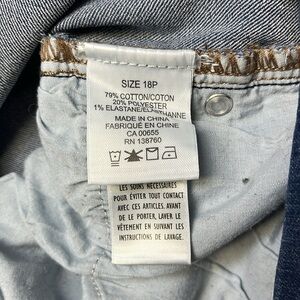 SIZE 18P
79% COTTON/COTON
20% POLYESTER
1% ELASTANE/ELASTHANNE
MADE IN CHINA
FABRIQUÉ EN CHINE
CA 00655
RN 138760
LES SOINS NÉCESSAIRES
POUR ÉVITER TOUT CONTACT
AVEC CES ARTICLES. AVANT
DE LE PORTER, LAVER LE
VÊTEMENT EN SUIVANT LES
INSTRUCTIONS DE LAVAGE.